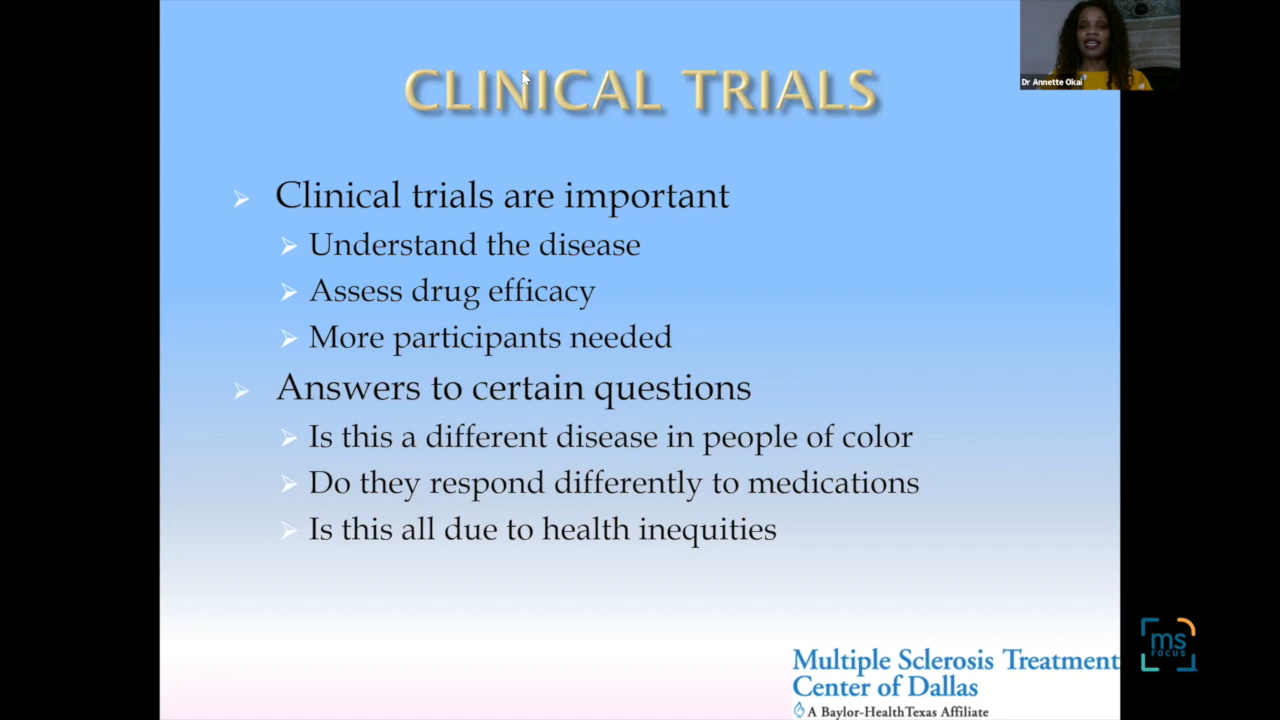 CLINICAL TRIALS
Dr Annette Okai
Clinical trials are important
Understand the disease
Assess drug efficacy
More participants needed
Answers to certain questions
Is this a different disease in people of color
Do they respond differently to medications
Is this all due to health inequities
Multiple Sclerosis Treatment
Center of Dallas
A Baylor-HealthTexas Affiliate
ms
FOCUS